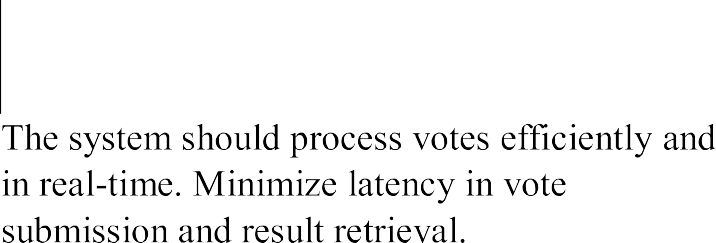 The system should process votes efficiently and
in real-time. Minimize latency in vote
submission and result retrieval.